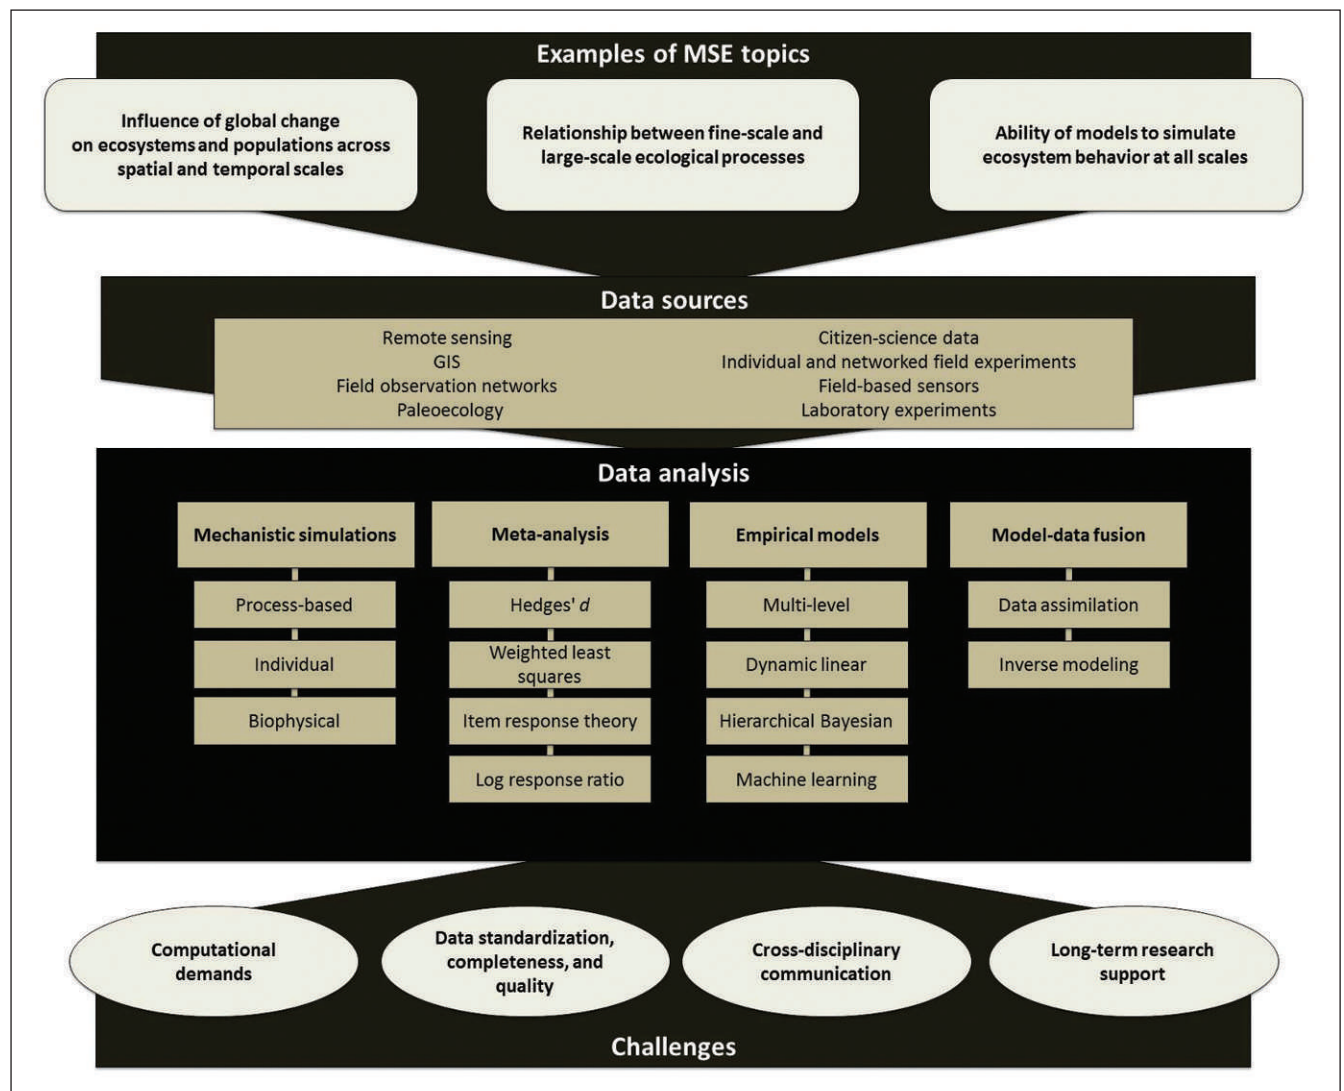 Examples of MSE topics
Influence of global change
on ecosystems and populations across
spatial and temporal scales
Relationship between fine-scale and
large-scale ecological processes
Ability of models to simulate
ecosystem behavior at all scales
Data sources
Remote sensing
GIS
Field observation networks
Paleoecology
Citizen-science data
Individual and networked field experiments
Field-based sensors
Laboratory experiments
Data analysis
Mechanistic simulations
Process-based
Individual
Biophysical
Meta-analysis
Hedges' d
Weighted least
squares
Item response theory
Log response ratio
Empirical models
Multi-level
Dynamic linear
Hierarchical Bayesian
Machine learning
Model-data fusion
Data assimilation
Inverse modeling
Computational
demands
Data standardization,
completeness, and
quality
Cross-disciplinary
communication
Long-term research
support
Challenges